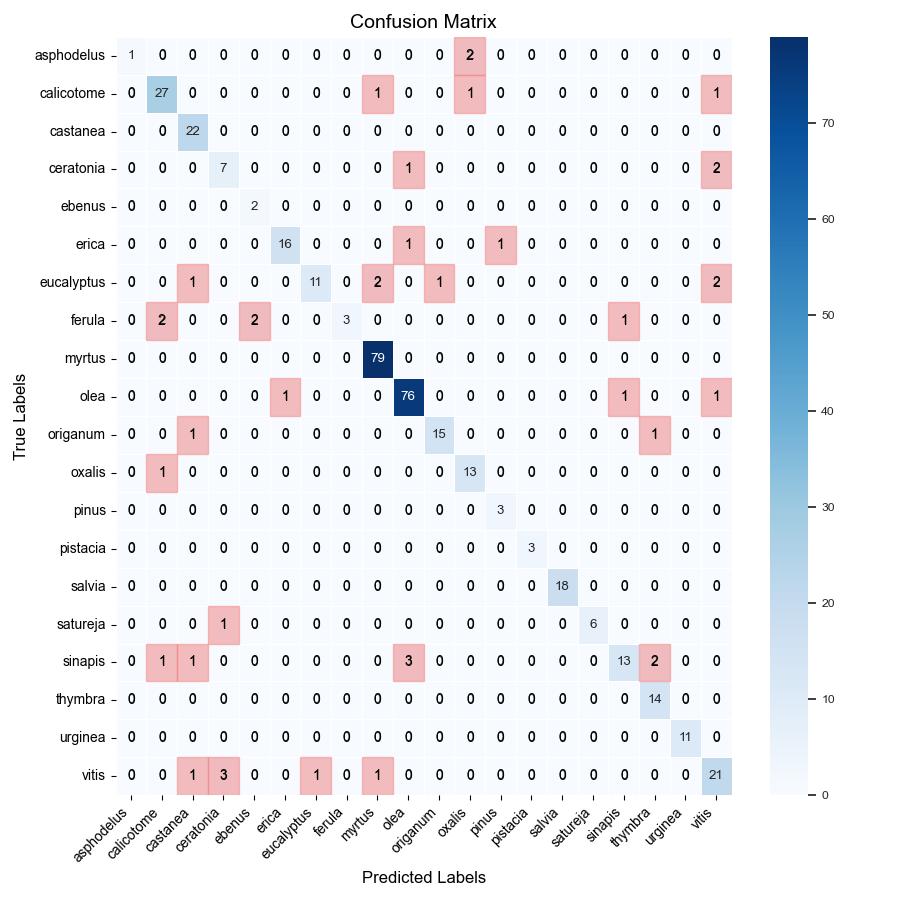 Confusion Matrix
True Labels
asphodelus 1 0 0 0 0 0 0 0 0 0 0 2 0 0 0 0 0 0 0 0
calicotome 0 27 0 0 0 0 0 0 1 0 0 1 0 0 0 0 0 0 0 1
castanea 0 0 22 0 0 0 0 0 0 0 0 0 0 0 0 0 0 0 0 0
ceratonia 0 0 0 7 0 0 0 0 0 1 0 0 0 0 0 0 0 0 0 2
ebenus 0 0 0 0 2 0 0 0 0 0 0 0 0 0 0 0 0 0 0 0
erica 0 0 0 0 0 16 0 0 0 1 0 0 1 0 0 0 0 0 0 0
eucalyptus 0 0 1 0 0 0 11 0 2 0 1 0 0 0 0 0 0 0 0 2
ferula 0 2 0 0 2 0 0 3 0 0 0 0 0 0 0 0 1 0 0 0
myrtus 0 0 0 0 0 0 0 0 79 0 0 0 0 0 0 0 0 0 0 0
olea 0 0 0 0 0 1 0 0 0 76 0 0 0 0 0 0 1 0 0 1
origanum 0 0 1 0 0 0 0 0 0 0 15 0 0 0 0 0 0 1 0 0
oxalis 0 1 0 0 0 0 0 0 0 0 0 13 0 0 0 0 0 0 0 0
pinus 0 0 0 0 0 0 0 0 0 0 0 0 3 0 0 0 0 0 0 0
pistacia 0 0 0 0 0 0 0 0 0 0 0 0 0 3 0 0 0 0 0 0
salvia 0 0 0 0 0 0 0 0 0 0 0 0 0 0 18 0 0 0 0 0
satureja 0 0 0 1 0 0 0 0 0 0 0 0 0 0 0 6 0 0 0 0
sinapis 0 1 1 0 0 0 0 0 0 3 0 0 0 0 0 0 13 2 0 0
thymbra 0 0 0 0 0 0 0 0 0 0 0 0 0 0 0 0 0 14 0 0
urginea 0 0 0 0 0 0 0 0 0 0 0 0 0 0 0 0 0 0 11 0
vitis 0 0 1 3 0 0 1 0 1 0 0 0 0 0 0 0 0 0 0 21
asphodelus calicotome castanea ceratonia ebenus erica eucalyptus ferula myrtus olea origanum oxalis pinus pistacia salvia satureja sinapis thymbra urginea vitis
Predicted Labels
70
60
50
40
30
20
10
0